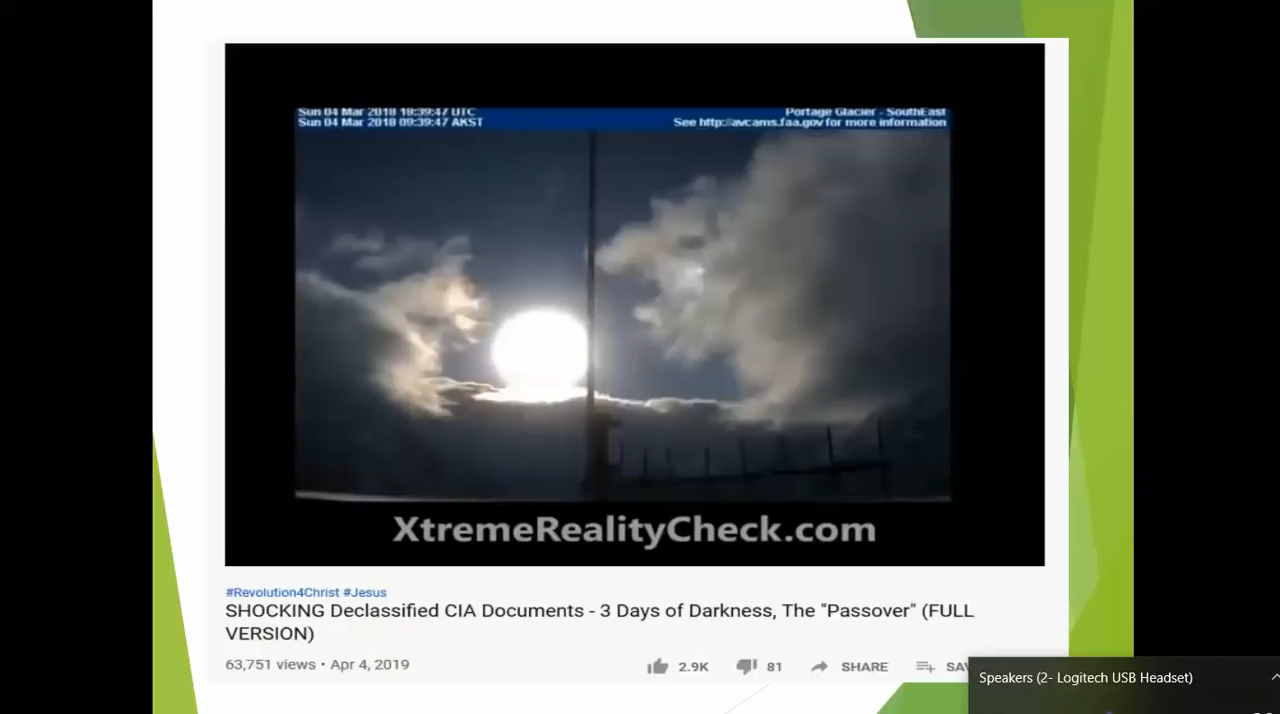 Sun 04 Mar 2018 18:39:47 UTC
Portage Glacier - SouthEast
Sun 04 Mar 2018 09:39:47 AKST
See http://avcams.faa.gov for more information
XtremeRealityCheck.com
#Revolution4Christ #Jesus
SHOCKING Declassified CIA Documents - 3 Days of Darkness, The "Passover" (FULL
VERSION)
63,751 views • Apr 4, 2019
2.9K 81 SHARE
Speakers (2- Logitech USB Headset)